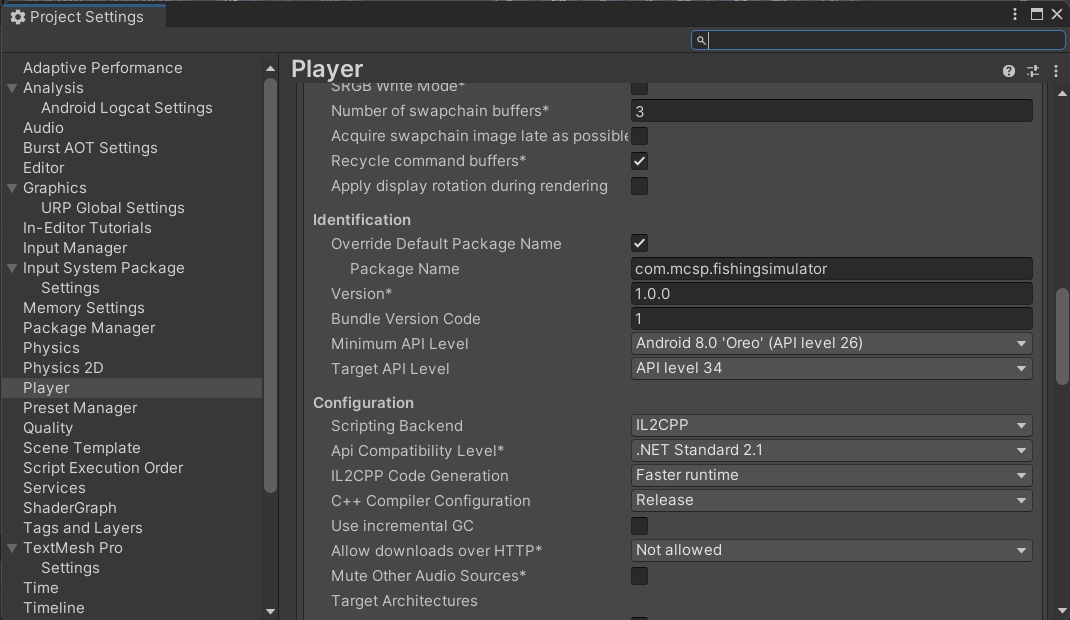 Project Settings
Adaptive Performance
Analysis
Android Logcat Settings
Audio
Burst AOT Settings
Editor
Graphics
URP Global Settings
In-Editor Tutorials
Input Manager
Input System Package
Settings
Memory Settings
Package Manager
Physics
Physics 2D
Player
Preset Manager
Quality
Scene Template
Script Execution Order
Services
ShaderGraph
Tags and Layers
TextMesh Pro
Settings
Time
Timeline
Player
SRGB Write Mode*
Number of swapchain buffers* 3
Acquire swapchain image late as possible
Recycle command buffers*
Apply display rotation during rendering
Identification
Override Default Package Name
Package Name com.mcsp.fishingsimulator
Version* 1.0.0
Bundle Version Code 1
Minimum API Level Android 8.0 'Oreo' (API level 26)
Target API Level API level 34
Configuration
Scripting Backend IL2CPP
Api Compatibility Level* .NET Standard 2.1
IL2CPP Code Generation Faster runtime
C++ Compiler Configuration Release
Use incremental GC
Allow downloads over HTTP* Not allowed
Mute Other Audio Sources*
Target Architectures